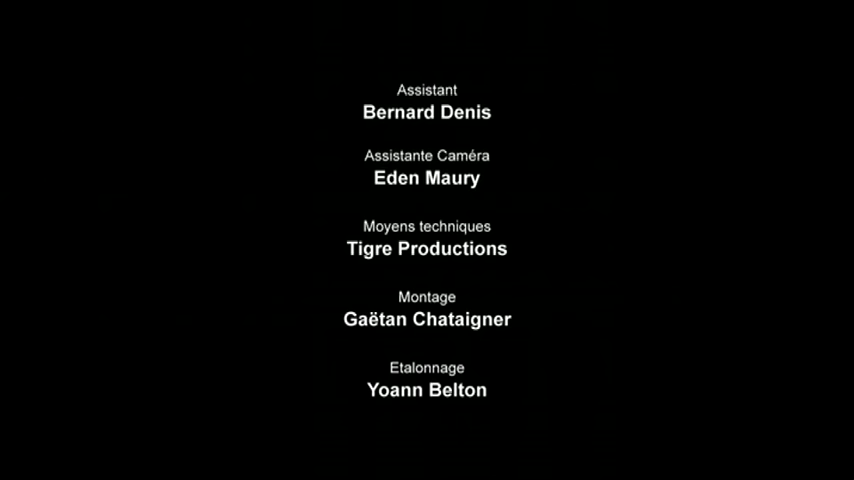 Assistant
Bernard Denis
Assistante Caméra
Eden Maury
Moyens techniques
Tigre Productions
Montage
Gaëtan Chataigner
Etalonnage
Yoann Belton